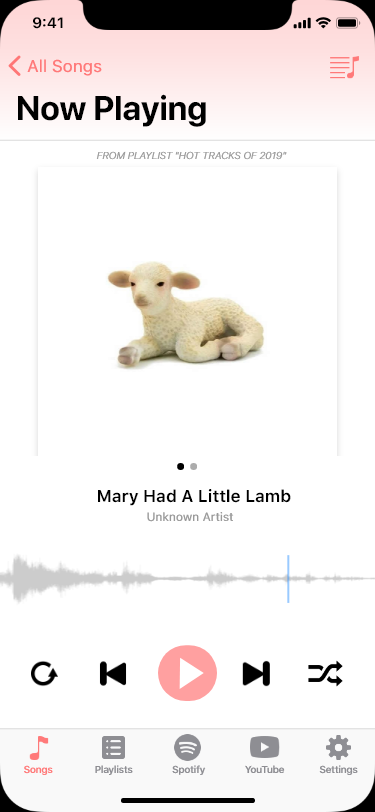 9:41
All Songs
Now Playing
FROM PLAYLIST "HOT TRACKS OF 2019"
Mary Had A Little Lamb
Unknown Artist
Songs Playlists Spotify YouTube Settings